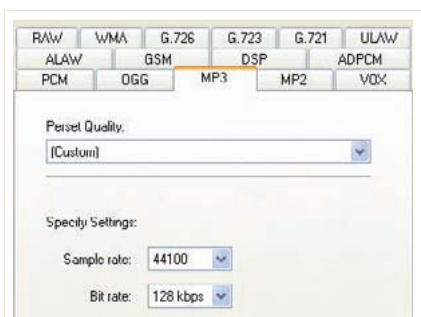 RAW WMA G.726 G.723 G.721 ULAW
ALAW GSM DSP ADPCM
PCM OGG MP3 MP2 VOX
Perset Quality:
(Custom)
Specity Settings:
Sample rate: 44100
Bit rate: 128 kbps